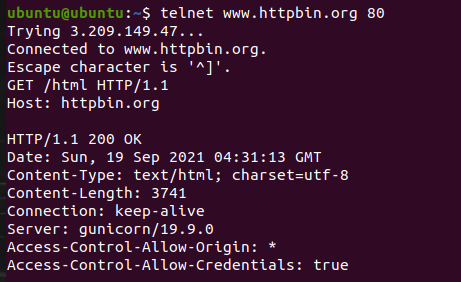 ubuntu@ubuntu:~$ telnet www.httpbin.org 80
Trying 3.209.149.47...
Connected to www.httpbin.org.
Escape character is '^]'.
GET /html HTTP/1.1
Host: httpbin.org

HTTP/1.1 200 OK
Date: Sun, 19 Sep 2021 04:31:13 GMT
Content-Type: text/html; charset=utf-8
Content-Length: 3741
Connection: keep-alive
Server: gunicorn/19.9.0
Access-Control-Allow-Origin: *
Access-Control-Allow-Credentials: true